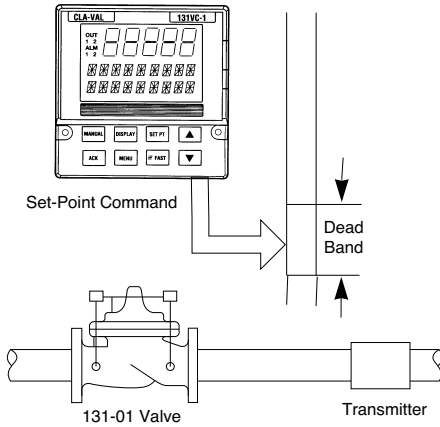 CLA-VAL 131VC-1
OUT
1 2
ALM
1 2
MANUAL DISPLAY SET PT ▲
ACK MENU FAST ▼
Set-Point Command
Dead
Band
131-01 Valve
Transmitter